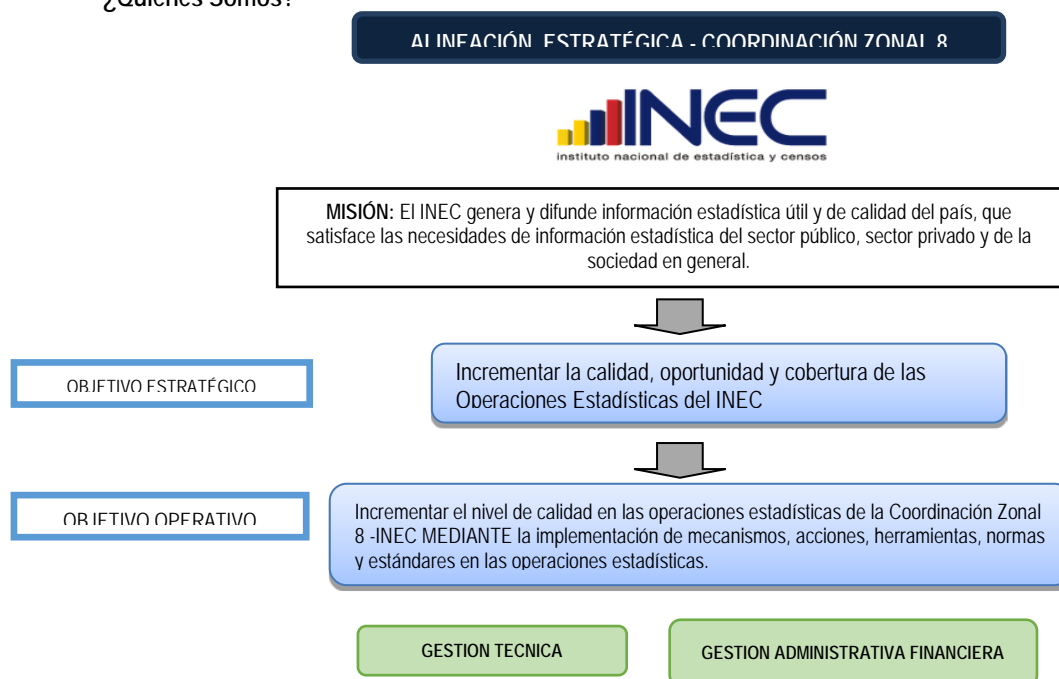 ¿Quiénes Somos?
ALINEACIÓN ESTRATÉGICA - COORDINACIÓN ZONAL 8
INEC
instituto nacional de estadística y censos
MISIÓN: El INEC genera y difunde información estadística útil y de calidad del país, que
satisface las necesidades de información estadística del sector público, sector privado y de la
sociedad en general.
OBJETIVO ESTRATÉGICO
Incrementar la calidad, oportunidad y cobertura de las
Operaciones Estadísticas del INEC
OBJETIVO OPERATIVO
Incrementar el nivel de calidad en las operaciones estadísticas de la Coordinación Zonal
8 -INEC MEDIANTE la implementación de mecanismos, acciones, herramientas, normas
y estándares en las operaciones estadísticas.
GESTION TECNICA
GESTION ADMINISTRATIVA FINANCIERA